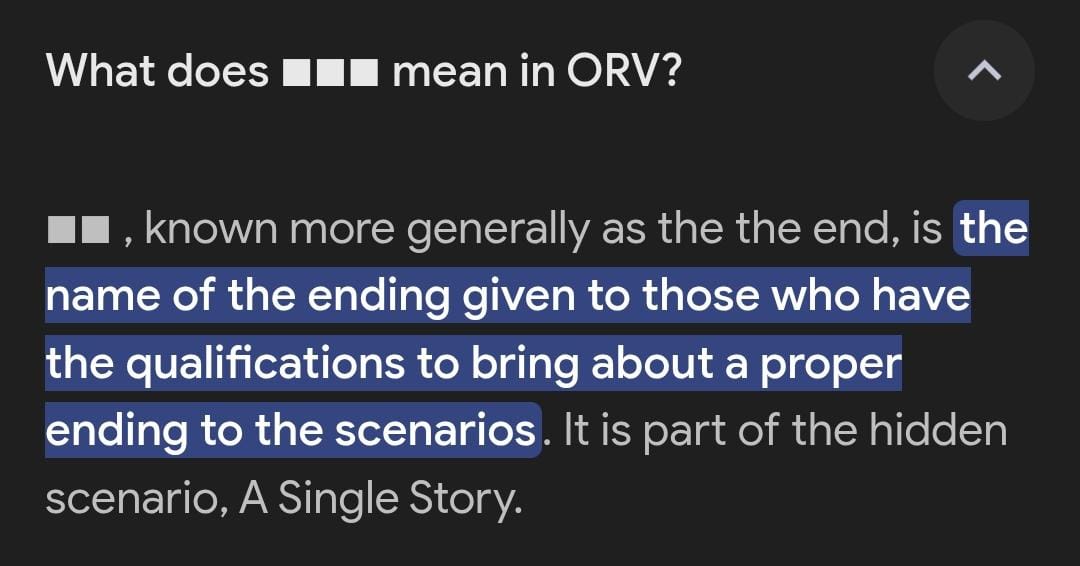 What does ■■■ mean in ORV?
■■ , known more generally as the the end, is the
name of the ending given to those who have
the qualifications to bring about a proper
ending to the scenarios. It is part of the hidden
scenario, A Single Story.